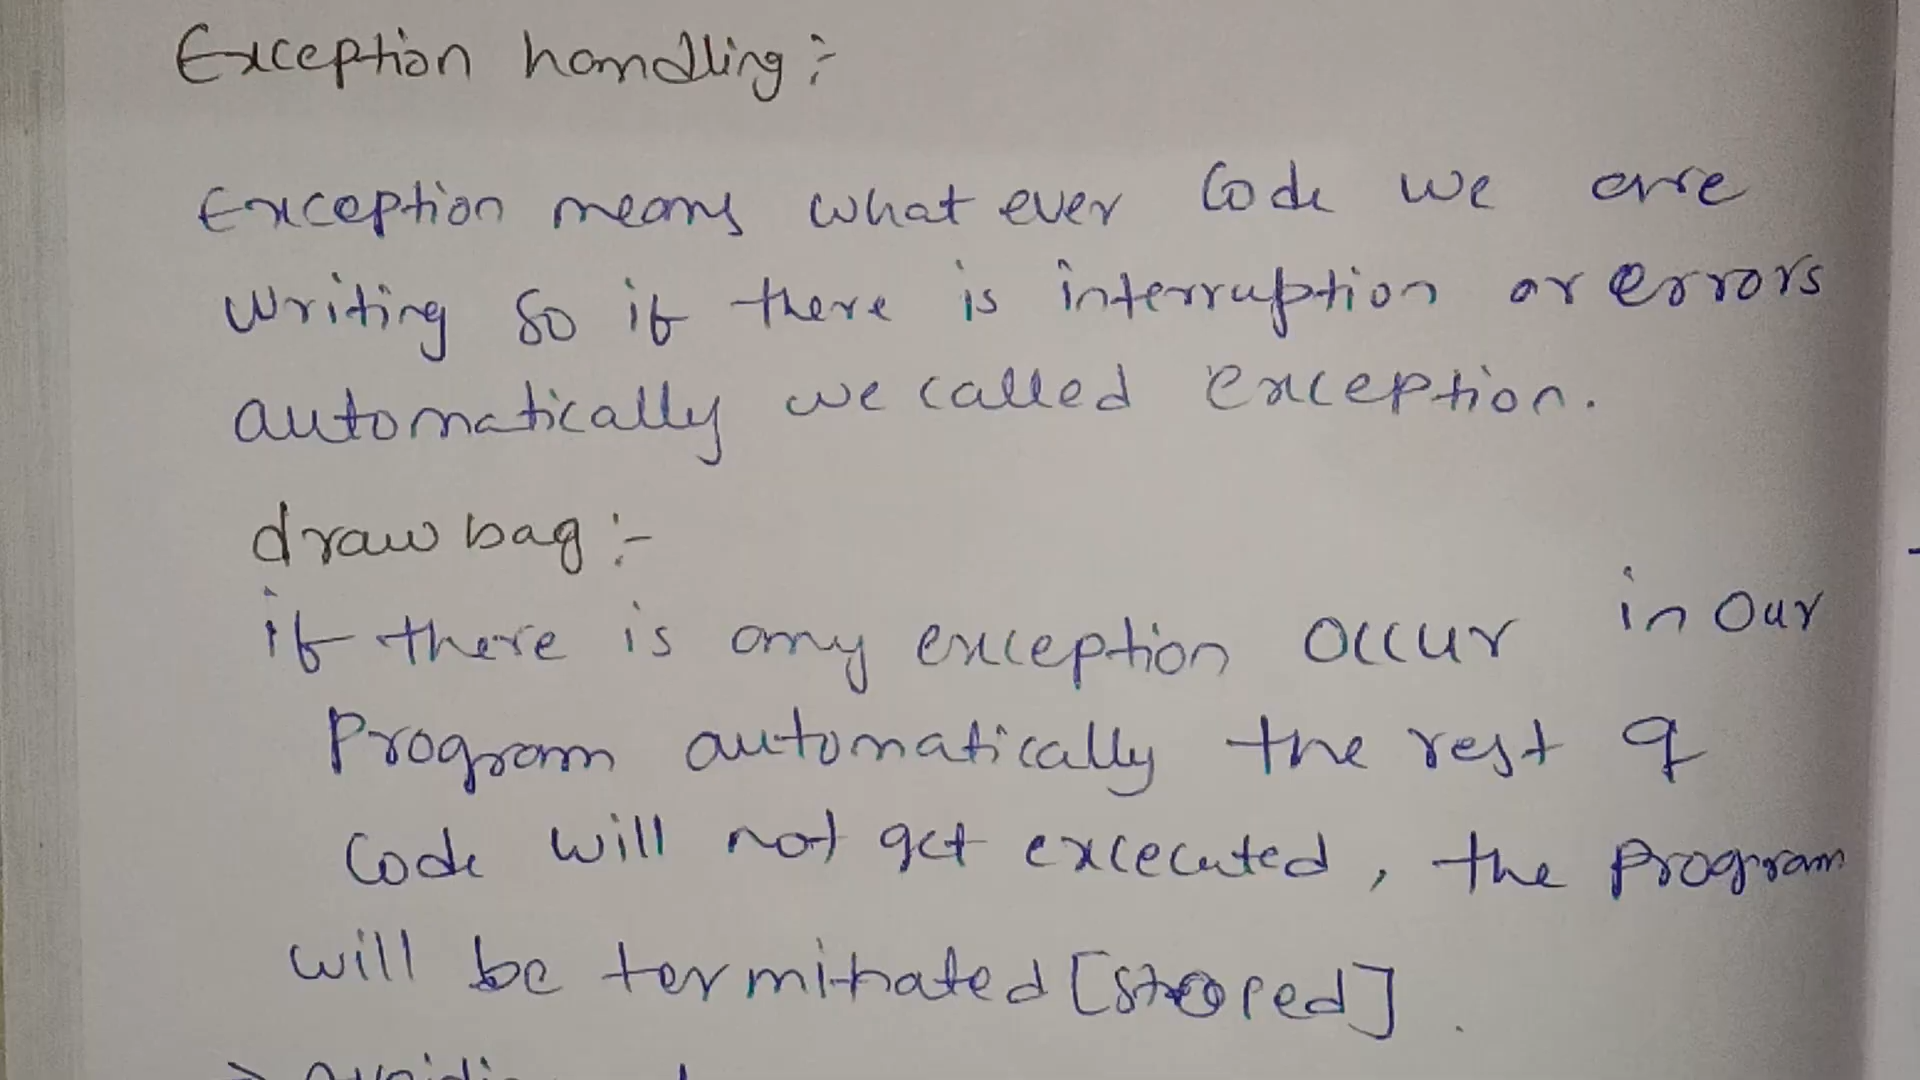 Exception handling :-
Exception means what ever Code we are
writing so if there is interruption or errors
automatically we called exception.
draw bag :-
if there is any exception occur in our
Program automatically the rest of
Code will not get excecuted, the program
will be terminated [stoped].